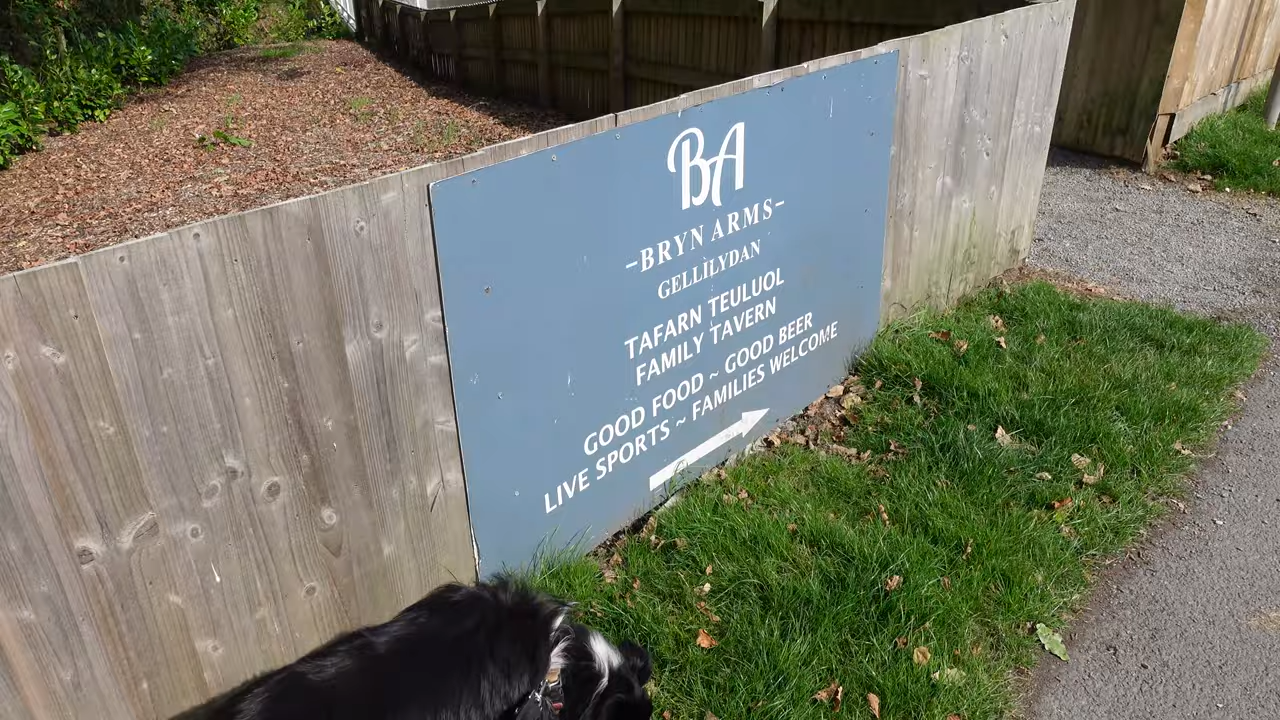 BA
-BRYN ARMS-
GELLILYDAN
TAFARN TEULUOL
FAMILY TAVERN
GOOD FOOD ~ GOOD BEER
LIVE SPORTS ~ FAMILIES WELCOME